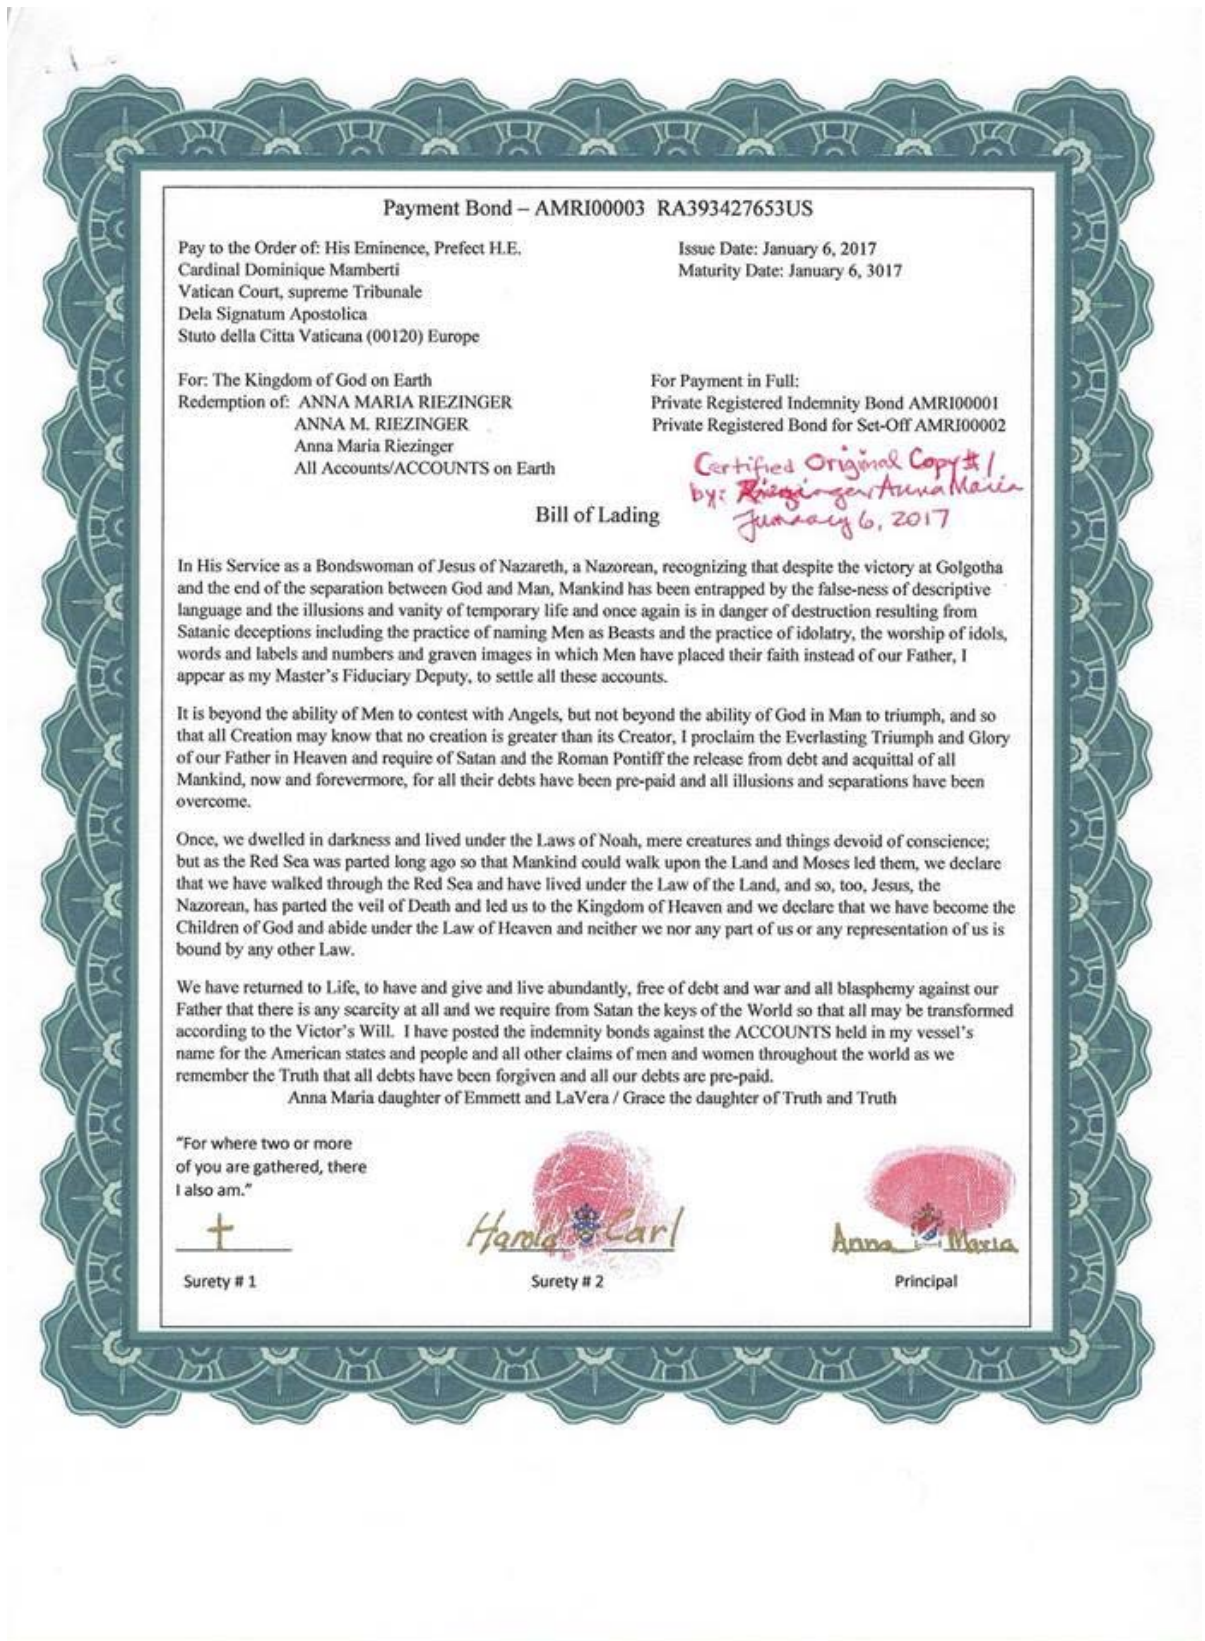 Payment Bond – AMRI00003 RA393427653US
Pay to the Order of: His Eminence, Prefect H.E.
Cardinal Dominique Mamberti
Vatican Court, supreme Tribunale
Dela Signatum Apostolica
Stuto della Citta Vaticana (00120) Europe
Issue Date: January 6, 2017
Maturity Date: January 6, 3017
For: The Kingdom of God on Earth
Redemption of: ANNA MARIA RIEZINGER
ANNA M. RIEZINGER
Anna Maria Riezinger
All Accounts/ACCOUNTS on Earth
For Payment in Full:
Private Registered Indemnity Bond AMRI00001
Private Registered Bond for Set-Off AMRI00002
Certified Original Copy #1
by: Riezinger Anna Maria
January 6, 2017
Bill of Lading
In His Service as a Bondswoman of Jesus of Nazareth, a Nazorean, recognizing that despite the victory at Golgotha
and the end of the separation between God and Man, Mankind has been entrapped by the false-ness of descriptive
language and the illusions and vanity of temporary life and once again is in danger of destruction resulting from
Satanic deceptions including the practice of naming Men as Beasts and the practice of idolatry, the worship of idols,
words and labels and numbers and graven images in which Men have placed their faith instead of our Father, I
appear as my Master's Fiduciary Deputy, to settle all these accounts.
It is beyond the ability of Men to contest with Angels, but not beyond the ability of God in Man to triumph, and so
that all Creation may know that no creation is greater than its Creator, I proclaim the Everlasting Triumph and Glory
of our Father in Heaven and require of Satan and the Roman Pontiff the release from debt and acquittal of all
Mankind, now and forevermore, for all their debts have been pre-paid and all illusions and separations have been
overcome.
Once, we dwelled in darkness and lived under the Laws of Noah, mere creatures and things devoid of conscience;
but as the Red Sea was parted long ago so that Mankind could walk upon the Land and Moses led them, we declare
that we have walked through the Red Sea and have lived under the Law of the Land, and so, too, Jesus, the
Nazorean, has parted the veil of Death and led us to the Kingdom of Heaven and we declare that we have become the
Children of God and abide under the Law of Heaven and neither we nor any part of us or any representation of us is
bound by any other Law.
We have returned to Life, to have and give and live abundantly, free of debt and war and all blasphemy against our
Father that there is any scarcity at all and we require from Satan the keys of the World so that all may be transformed
according to the Victor's Will. I have posted the indemnity bonds against the ACCOUNTS held in my vessel's
name for the American states and people and all other claims of men and women throughout the world as we
remember the Truth that all debts have been forgiven and all our debts are pre-paid.
Anna Maria daughter of Emmett and LaVera / Grace the daughter of Truth and Truth
"For where two or more
of you are gathered, there
I also am."
Harold Carl
Anna Maria
Surety # 1
Surety # 2
Principal